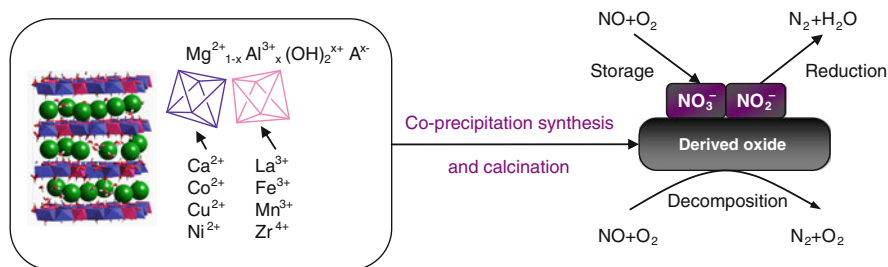 Mg²⁺₁₋ₓ Al³⁺ₓ (OH)₂ˣ⁺ Aˣ⁻
Ca²⁺ La³⁺
Co²⁺ Fe³⁺
Cu²⁺ Mn³⁺
Ni²⁺ Zr⁴⁺
Co-precipitation synthesis
and calcination
NO+O₂ N₂+H₂O
Storage Reduction
NO₃⁻ NO₂⁻
Derived oxide
Decomposition
NO+O₂ N₂+O₂